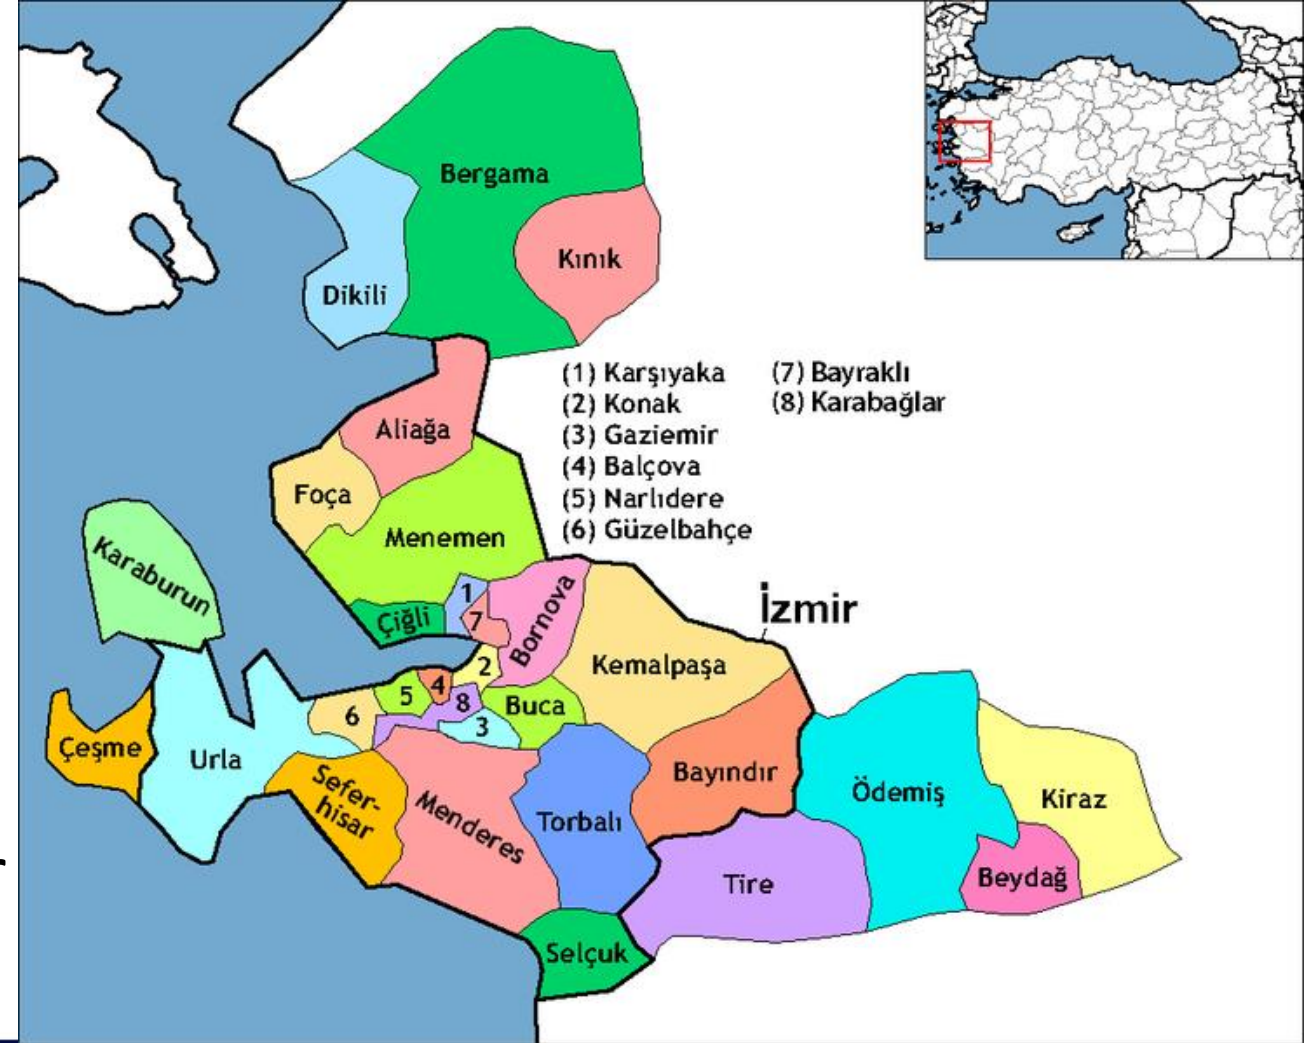 Bergama
Kınık
Dikili
(1) Karşıyaka
(2) Konak
(3) Gaziemir
(4) Balçova
(5) Narlıdere
(6) Güzelbahçe
(7) Bayraklı
(8) Karabağlar
Aliağa
Foça
Menemen
Karaburun
Çiğli
1
7
Bornova
İzmir
2
Kemalpaşa
5
4
8
6
3
Buca
Çeşme
Urla
Sefer-
hisar
Menderes
Torbalı
Bayındır
Ödemiş
Kiraz
Beydağ
Tire
Selçuk